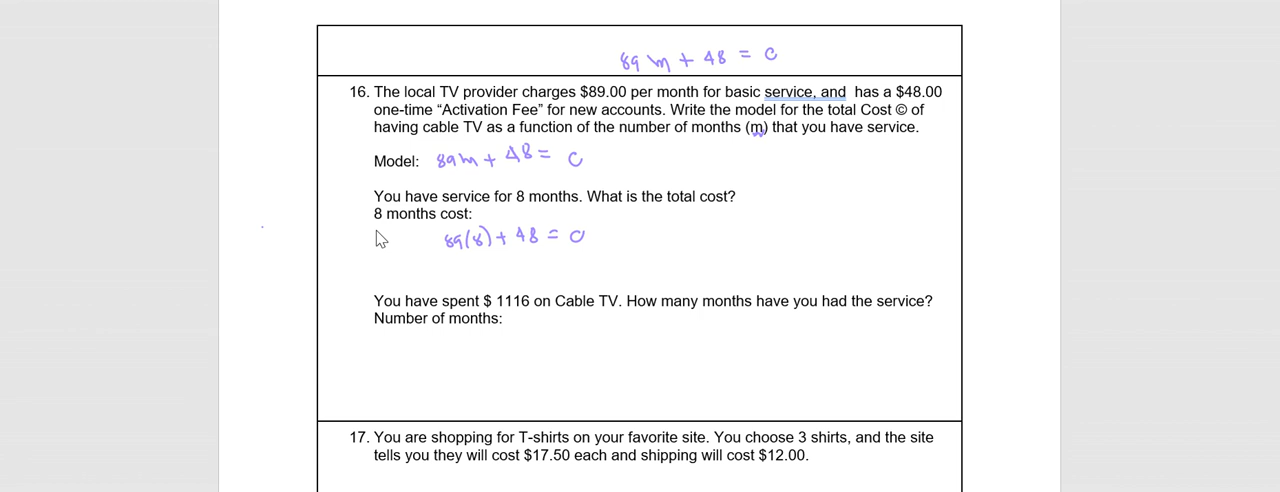 89m + 48 = c
16. The local TV provider charges $89.00 per month for basic service, and has a $48.00
one-time “Activation Fee” for new accounts. Write the model for the total Cost © of
having cable TV as a function of the number of months (m) that you have service.
Model: 89m + 48 = c
You have service for 8 months. What is the total cost?
8 months cost:
89(8) + 48 = c
You have spent $ 1116 on Cable TV. How many months have you had the service?
Number of months:
17. You are shopping for T-shirts on your favorite site. You choose 3 shirts, and the site
tells you they will cost $17.50 each and shipping will cost $12.00.